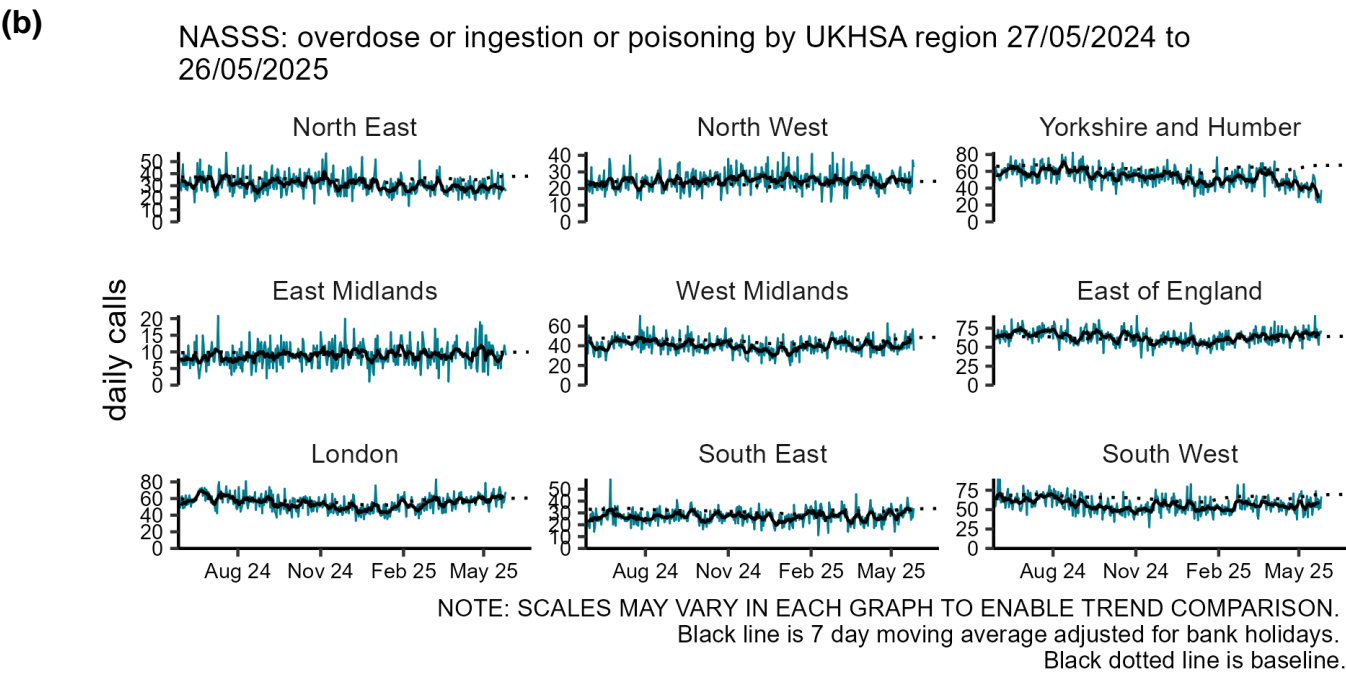 (b)
NASSS: overdose or ingestion or poisoning by UKHSA region 27/05/2024 to
26/05/2025
North East
North West
Yorkshire and Humber
50
40
30
20
10
0
40
30
20
10
0
80
60
40
20
0
daily calls
East Midlands
West Midlands
East of England
20
15
10
5
0
60
40
20
0
75
50
25
0
London
South East
South West
80
60
40
20
0
50
40
30
20
10
0
75
50
25
0
Aug 24 Nov 24 Feb 25 May 25
Aug 24 Nov 24 Feb 25 May 25
Aug 24 Nov 24 Feb 25 May 25
NOTE: SCALES MAY VARY IN EACH GRAPH TO ENABLE TREND COMPARISON.
Black line is 7 day moving average adjusted for bank holidays.
Black dotted line is baseline.